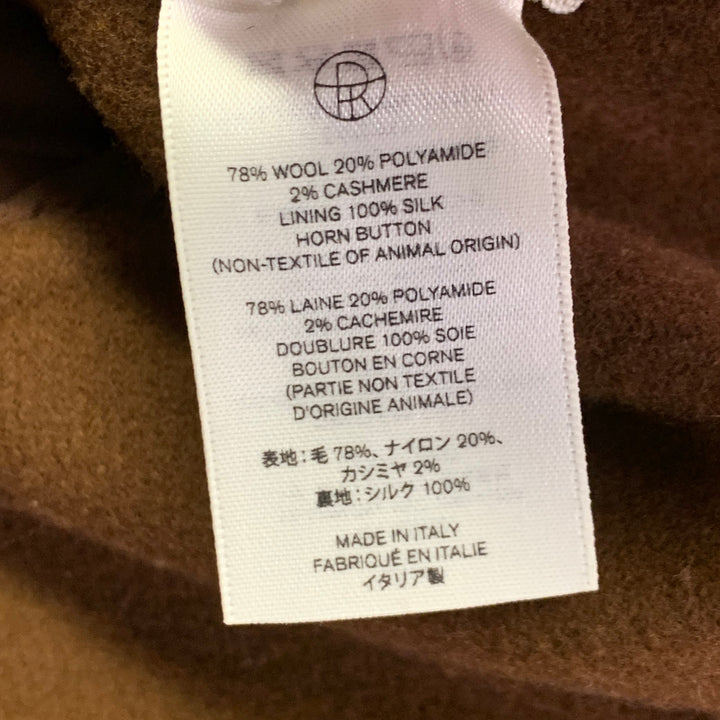 78% WOOL 20% POLYAMIDE
2% CASHMERE
LINING 100% SILK
HORN BUTTON
(NON-TEXTILE OF ANIMAL ORIGIN)
78% LAINE 20% POLYAMIDE
2% CACHEMIRE
DOUBLURE 100% SOIE
BOUTON EN CORNE
(PARTIE NON TEXTILE
D'ORIGINE ANIMALE)
表地:毛 78%、ナイロン 20%、
カシミヤ 2%
裏地:シルク 100%
MADE IN ITALY
FABRIQUÉ EN ITALIE
イタリア製